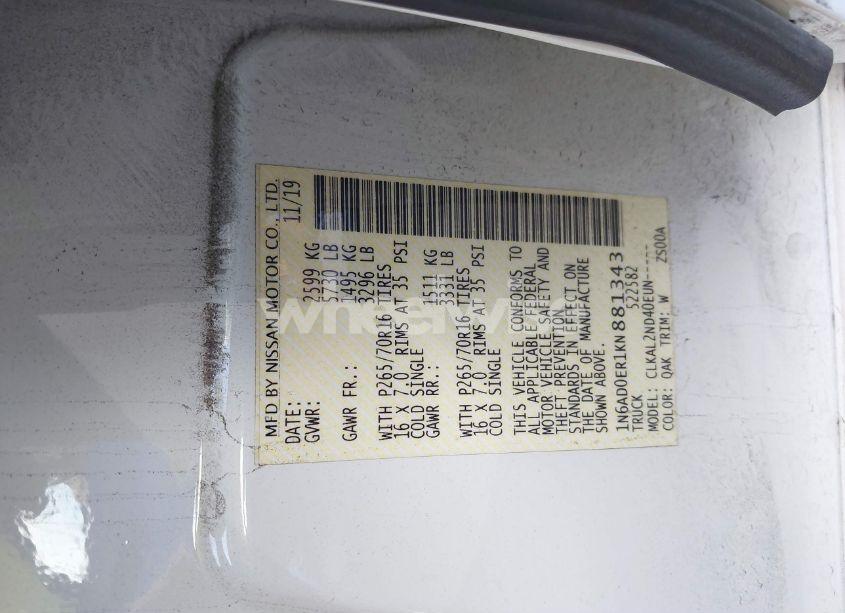 MFD BY NISSAN MOTOR CO., LTD.
DATE: 11/19
GVWR: 2599 KG
5730 LB
GAWR FR.: 1495 KG
3296 LB
WITH P265/70R16 TIRES
16 X 7.0 RIMS AT 35 PSI
COLD SINGLE
GAWR RR.: 1511 KG
3331 LB
WITH P265/70R16 TIRES
16 X 7.0 RIMS AT 35 PSI
COLD SINGLE
THIS VEHICLE CONFORMS TO
ALL APPLICABLE FEDERAL
MOTOR VEHICLE SAFETY AND
THEFT PREVENTION
STANDARDS IN EFFECT ON
THE DATE OF MANUFACTURE
SHOWN ABOVE.
1N6AD0ER1KN881343
TRUCK 522582
MODEL: CLKAL2ND4DEUN-----
COLOR: QAK TRIM: W ZS00A